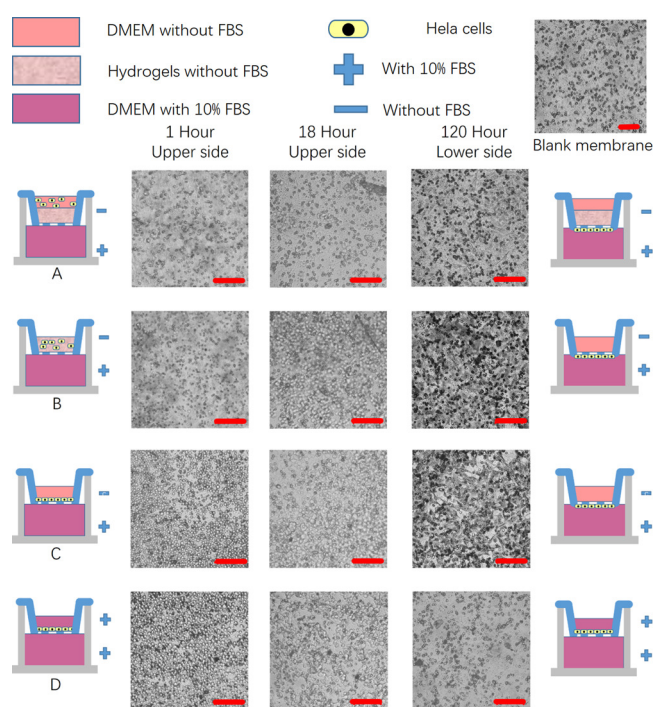 DMEM without FBS
Hela cells
Hydrogels without FBS
With 10% FBS
DMEM with 10% FBS
Without FBS
Blank membrane
1 Hour
Upper side
18 Hour
Upper side
120 Hour
Lower side
A
B
C
D